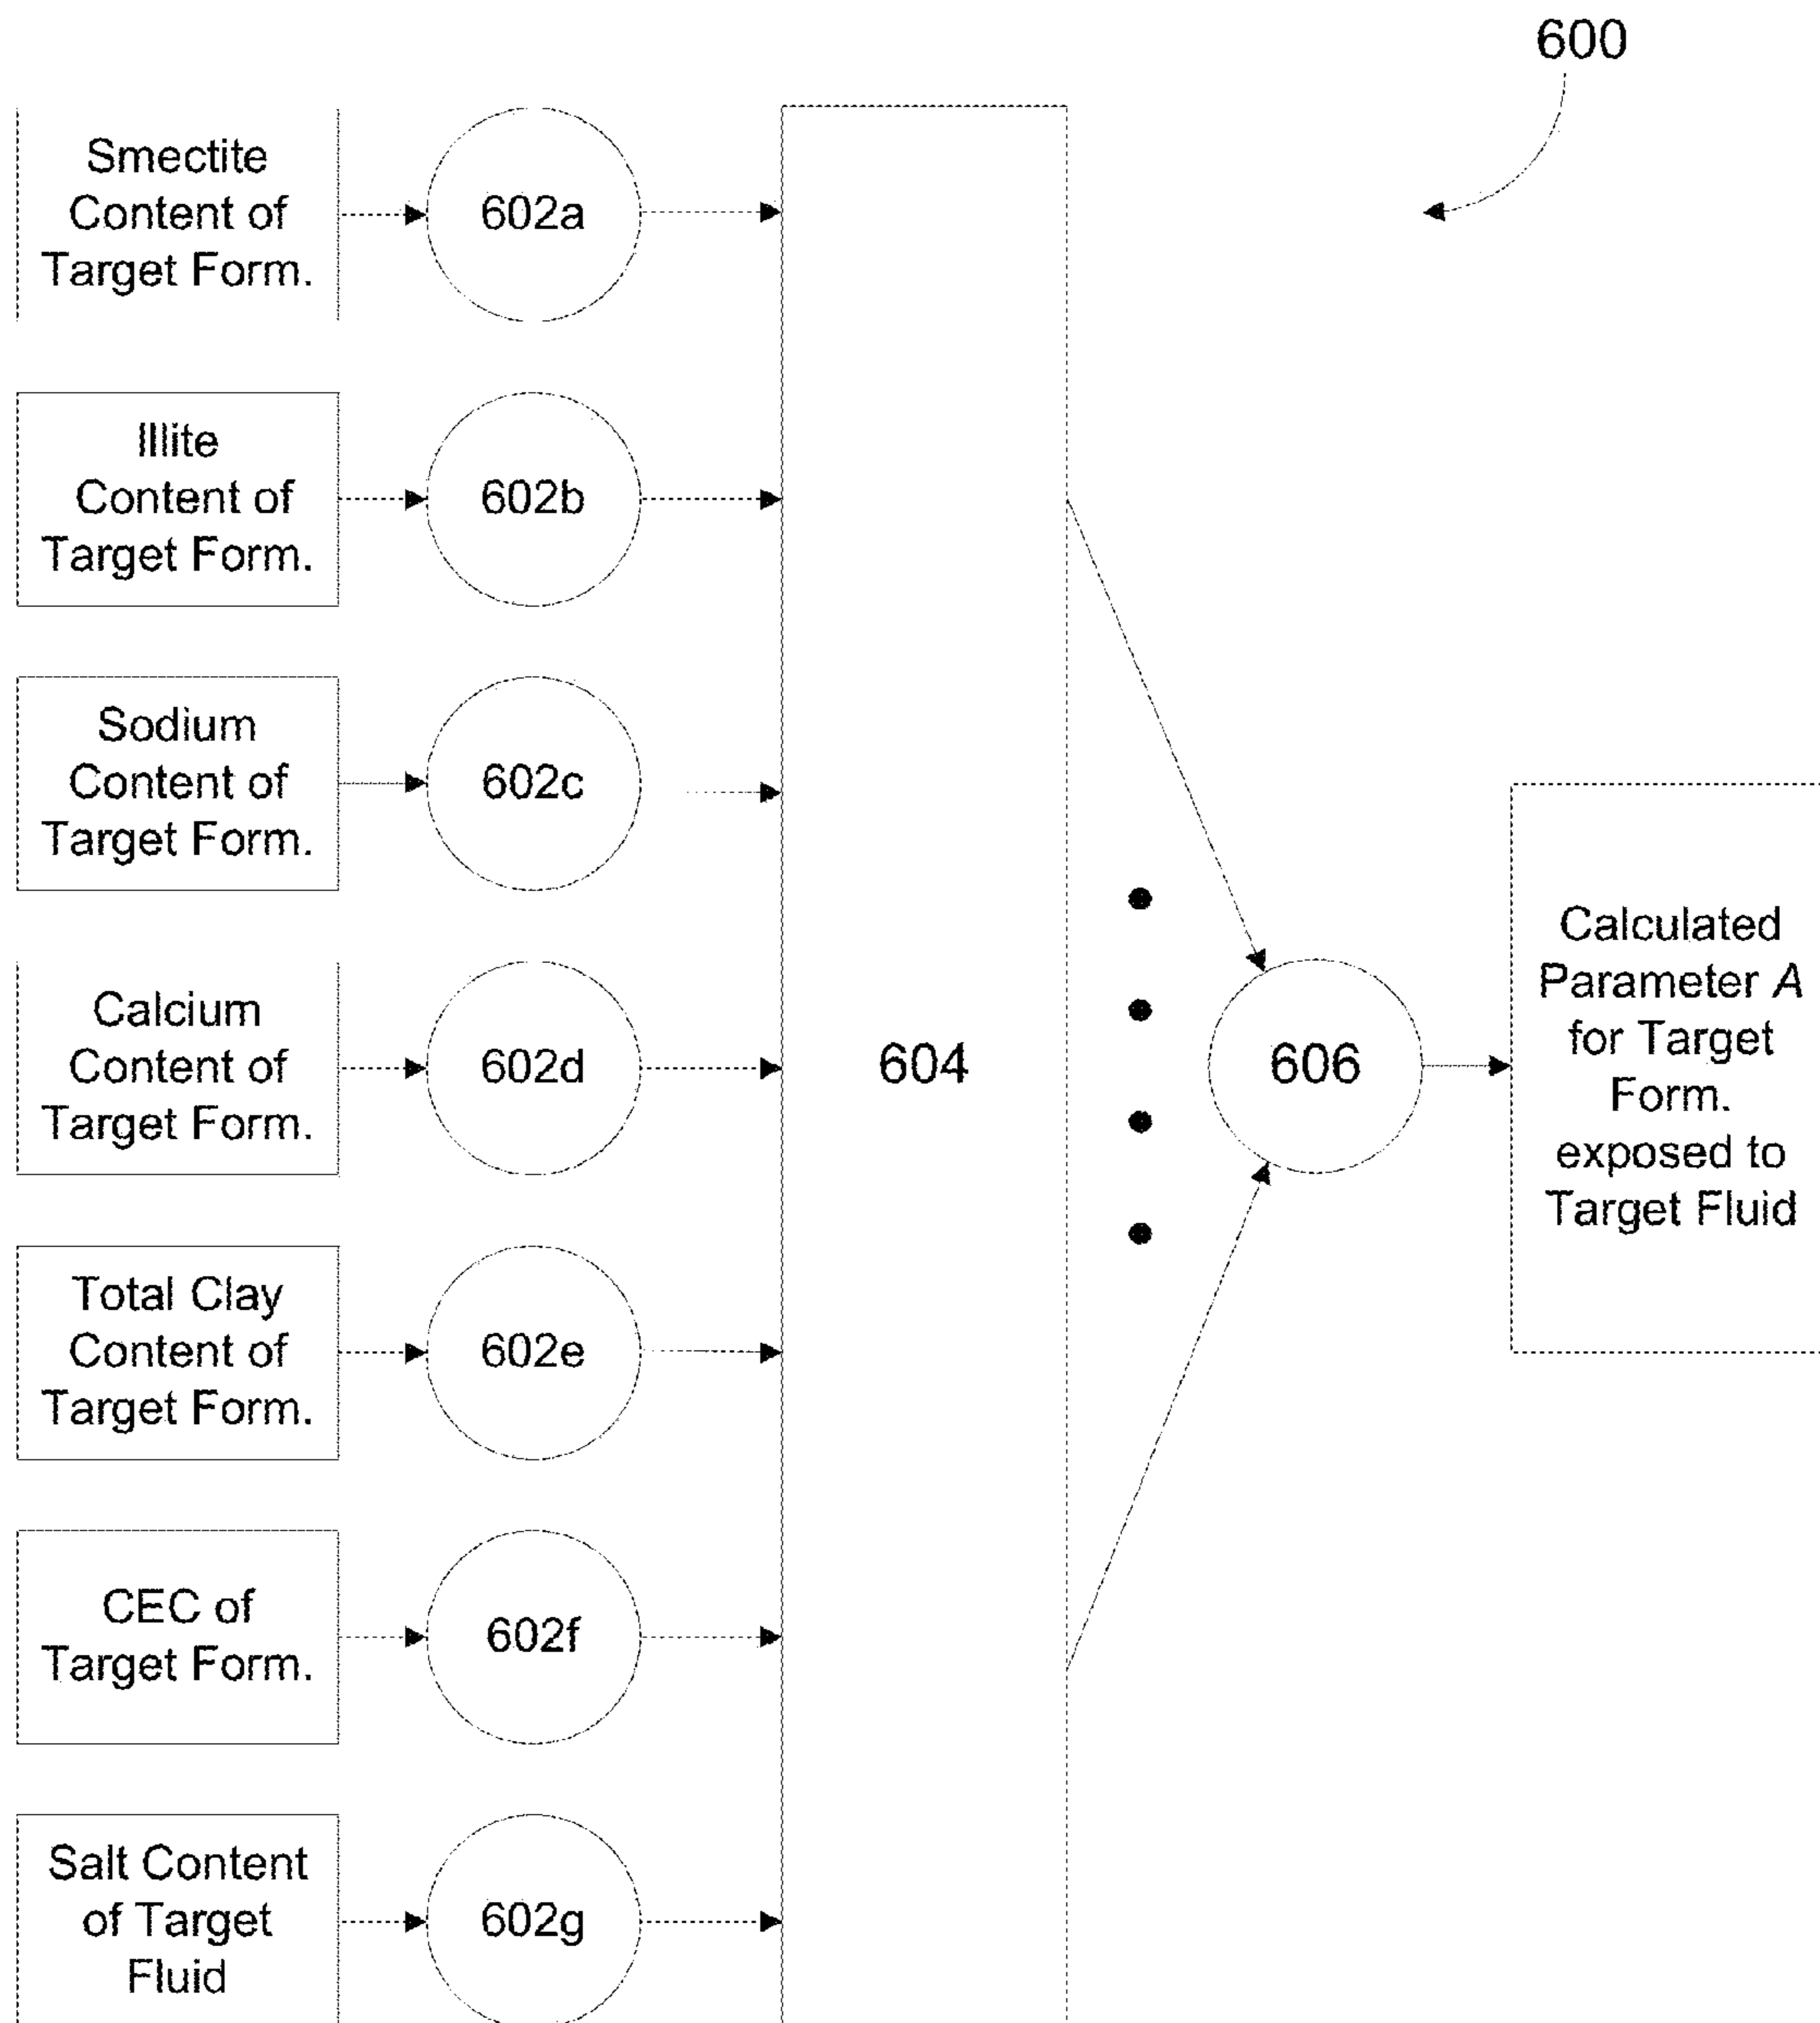 600
Smectite
Content of
Target Form.
602a
Illite
Content of
Target Form.
602b
Sodium
Content of
Target Form.
602c
Calcium
Content of
Target Form.
602d
Total Clay
Content of
Target Form.
602e
CEC of
Target Form.
602f
Salt Content
of Target
Fluid
602g
604
606
Calculated
Parameter A
for Target
Form.
exposed to
Target Fluid